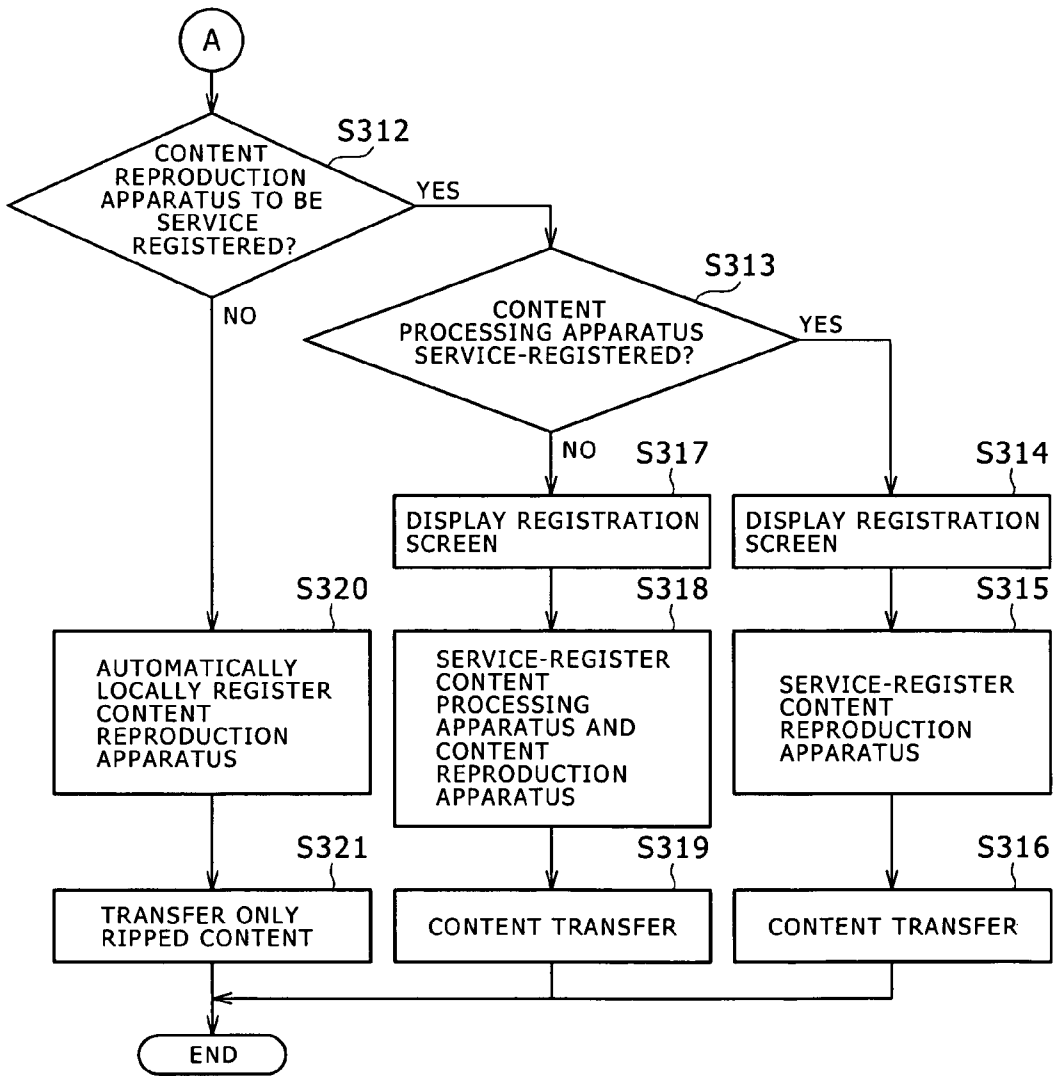 A
S312
CONTENT
REPRODUCTION
APPARATUS TO BE
SERVICE
REGISTERED?
YES
NO
S313
CONTENT
PROCESSING APPARATUS
SERVICE-REGISTERED?
YES
NO
S317
DISPLAY REGISTRATION
SCREEN
S314
DISPLAY REGISTRATION
SCREEN
S320
AUTOMATICALLY
LOCALLY REGISTER
CONTENT
REPRODUCTION
APPARATUS
S318
SERVICE-REGISTER
CONTENT
PROCESSING
APPARATUS AND
CONTENT
REPRODUCTION
APPARATUS
S315
SERVICE-REGISTER
CONTENT
REPRODUCTION
APPARATUS
S321
TRANSFER ONLY
RIPPED CONTENT
S319
CONTENT TRANSFER
S316
CONTENT TRANSFER
END